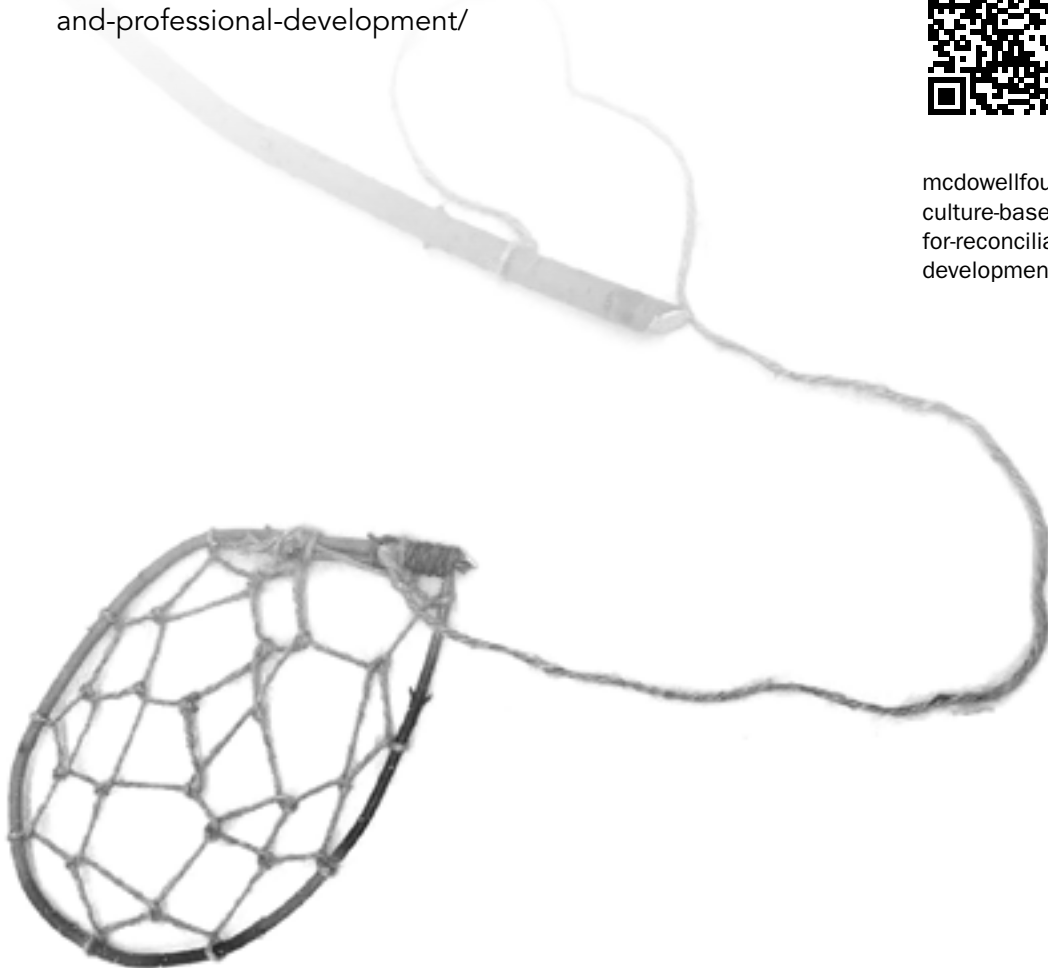 and-professional-development/
mcdowellfou
culture-base
for-reconcilia
developmen